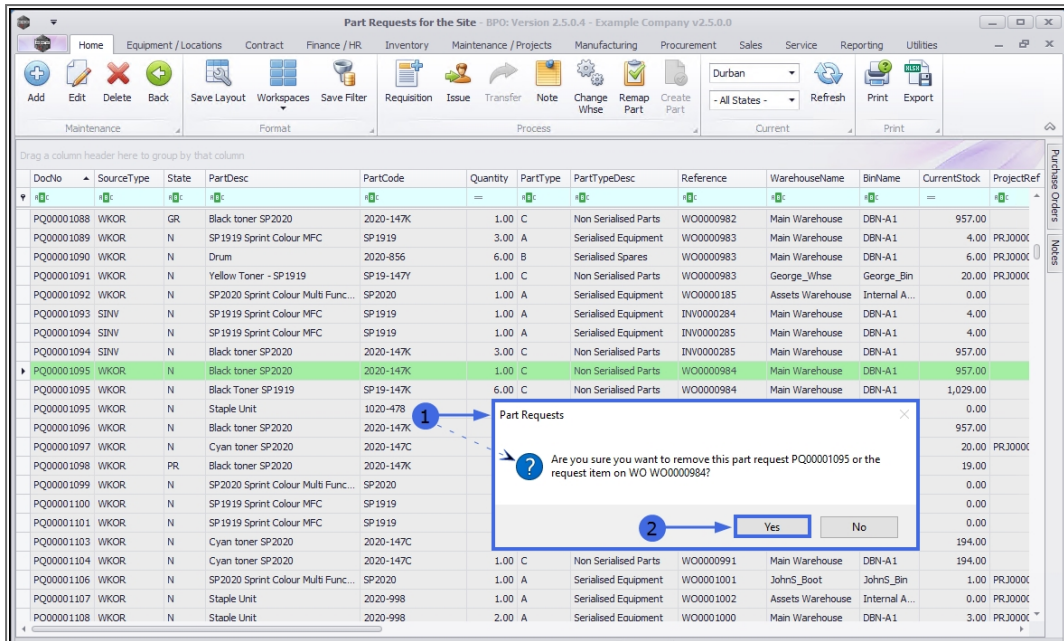 Part Requests for the Site - BPO: Version 2.5.0.4 - Example Company v2.5.0.0
Home Equipment / Locations Contract Finance / HR Inventory Maintenance / Projects Manufacturing Procurement Sales Service Reporting Utilities
Add Edit Delete Back Save Layout Workspaces Save Filter Requisition Issue Transfer Note Change Whse Remap Part Create Part Durban - All States - Refresh Print Export
Maintenance Format Process Current Print
Drag a column header here to group by that column
DocNo SourceType State PartDesc PartCode Quantity PartType PartTypeDesc Reference WarehouseName BinName CurrentStock ProjectRef
PQ00001088 WKOR GR Black toner SP2020 2020-147K 1.00 C Non Serialised Parts WO0000982 Main Warehouse DBN-A1 957.00
PQ00001089 WKOR N SP1919 Sprint Colour MFC SP1919 3.00 A Serialised Equipment WO0000983 Main Warehouse DBN-A1 4.00 PRJ0000
PQ00001090 WKOR N Drum 2020-856 6.00 B Serialised Spares WO0000983 Main Warehouse DBN-A1 6.00 PRJ0000
PQ00001091 WKOR N Yellow Toner - SP1919 SP19-147Y 1.00 C Non Serialised Parts WO0000983 George_Whse George_Bin 20.00 PRJ0000
PQ00001092 WKOR N SP2020 Sprint Colour Multi Func... SP2020 1.00 A Serialised Equipment WO0000185 Assets Warehouse Internal A... 0.00
PQ00001093 SINV N SP1919 Sprint Colour MFC SP1919 1.00 A Serialised Equipment INV0000284 Main Warehouse DBN-A1 4.00
PQ00001094 SINV N SP1919 Sprint Colour MFC SP1919 1.00 A Serialised Equipment INV0000285 Main Warehouse DBN-A1 4.00
PQ00001094 SINV N Black toner SP2020 2020-147K 3.00 C Non Serialised Parts INV0000285 Main Warehouse DBN-A1 957.00
PQ00001095 WKOR N Black toner SP2020 2020-147K 1.00 C Non Serialised Parts WO0000984 Main Warehouse DBN-A1 957.00
PQ00001095 WKOR N Black Toner SP1919 SP19-147K 6.00 C Non Serialised Parts WO0000984 Main Warehouse DBN-A1 1,029.00
PQ00001095 WKOR N Staple Unit 1020-478 0.00
PQ00001096 WKOR N Black toner SP2020 2020-147K 957.00
PQ00001097 WKOR N Cyan toner SP2020 2020-147C 20.00 PRJ0000
PQ00001098 WKOR PR Black toner SP2020 2020-147K 19.00
PQ00001099 WKOR N SP2020 Sprint Colour Multi Func... SP2020 0.00
PQ00001100 WKOR N SP1919 Sprint Colour MFC SP1919 0.00
PQ00001101 WKOR N SP1919 Sprint Colour MFC SP1919 0.00
PQ00001103 WKOR N Cyan toner SP2020 2020-147C 194.00
PQ00001104 WKOR N Cyan toner SP2020 2020-147C 1.00 C Non Serialised Parts WO0000991 Main Warehouse DBN-A1 194.00
PQ00001106 WKOR N SP2020 Sprint Colour Multi Func... SP2020 1.00 A Serialised Equipment WO0001001 JohnS_Boot JohnS_Bin 1.00 PRJ0000
PQ00001107 WKOR N Staple Unit 2020-998 1.00 A Serialised Equipment WO0001002 Assets Warehouse Internal A... 0.00 PRJ0000
PQ00001108 WKOR N Staple Unit 2020-998 2.00 A Serialised Equipment WO0001000 Main Warehouse DBN-A1 3.00 PRJ0000
1
Part Requests
Are you sure you want to remove this part request PQ00001095 or the
request item on WO WO0000984?
2
Yes No
Purchase Orders
Notes